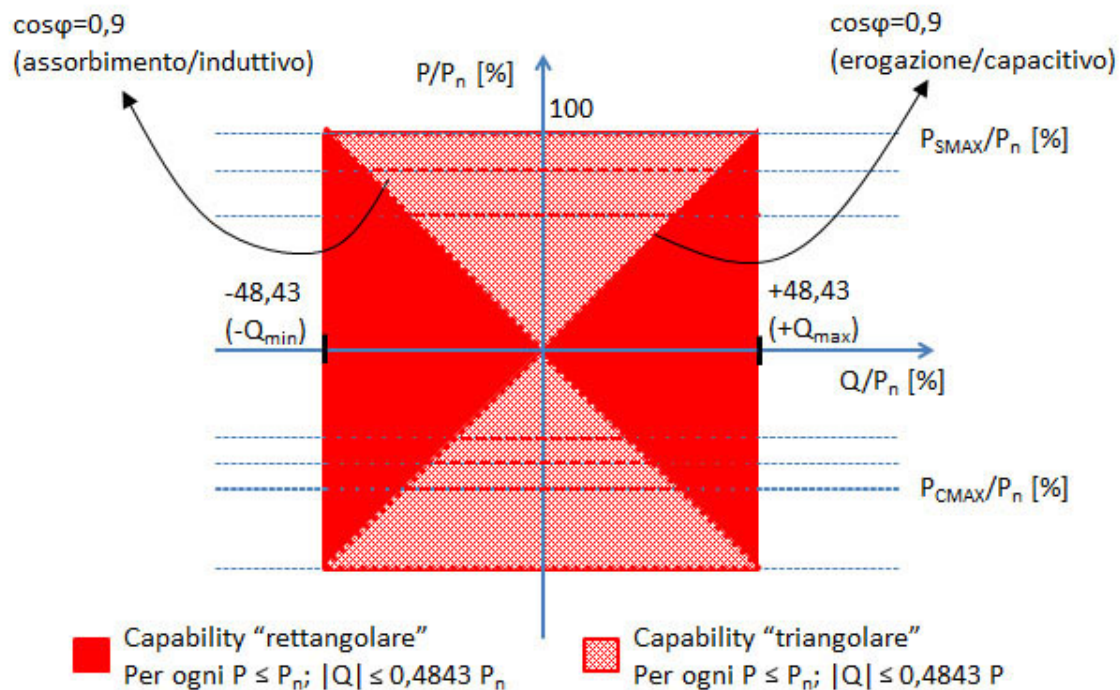 cosφ=0,9
(assorbimento/induttivo)
P/Pn [%]
cosφ=0,9
(erogazione/capacitivo)
100
PSMAX/Pn [%]
-48,43
(-Qmin)
+48,43
(+Qmax)
Q/Pn [%]
PCMAX/Pn [%]
Capability “rettangolare”
Per ogni P ≤ Pn; |Q| ≤ 0,4843 Pn
Capability “triangolare”
Per ogni P ≤ Pn; |Q| ≤ 0,4843 P